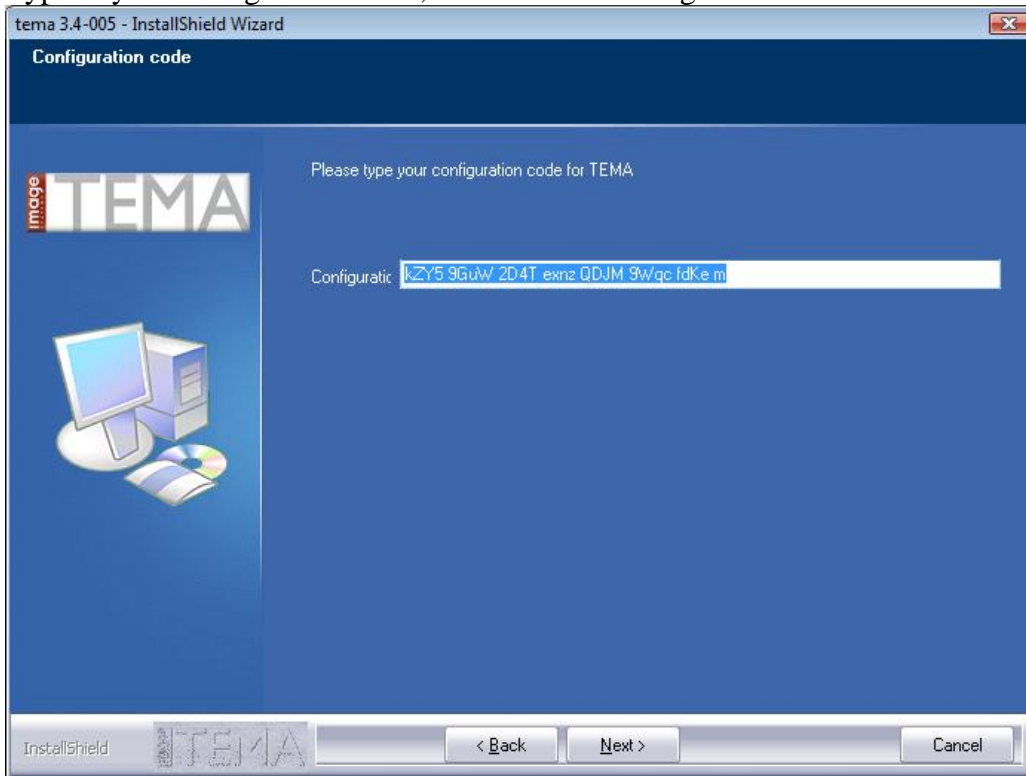 tema 3.4-005 - InstallShield Wizard
Configuration code
image
TEMA
Please type your configuration code for TEMA
Configuratic kZY5 9GuW 2D4T exnz QDJM 9Wqc fdKe m
InstallShield
TEMA
< Back
Next >
Cancel